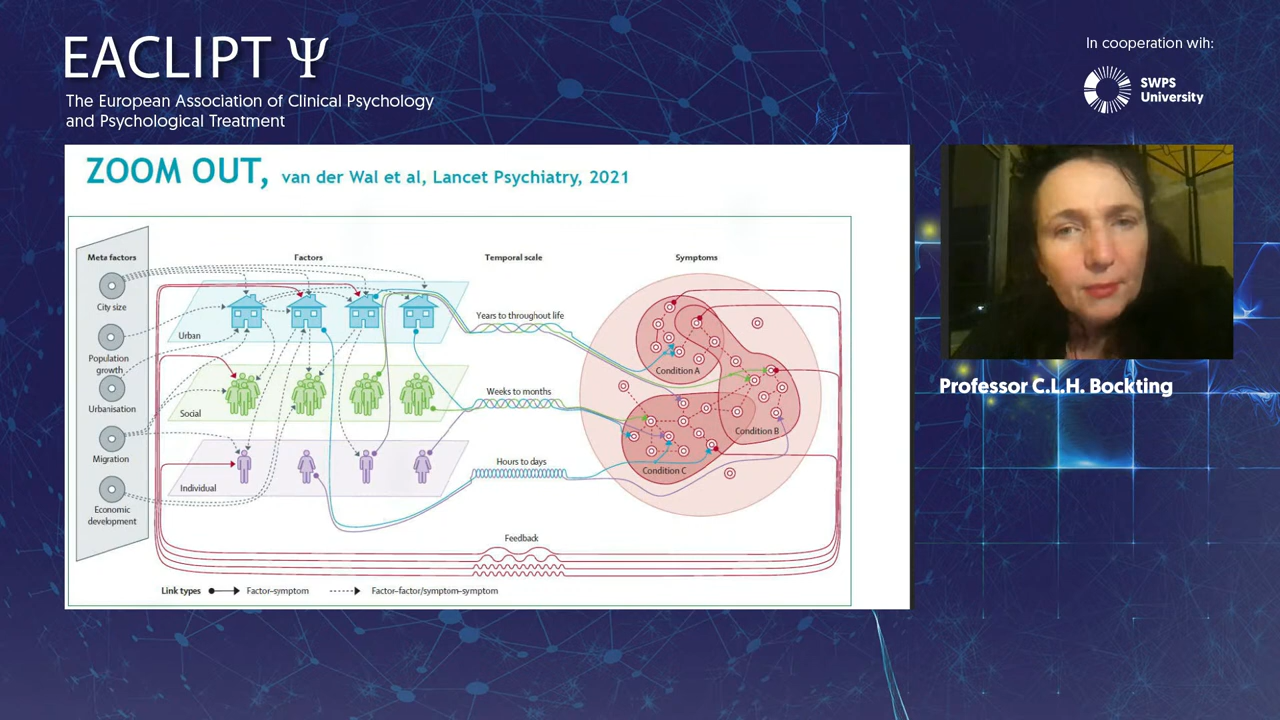 EACLIPT Ψ
The European Association of Clinical Psychology
and Psychological Treatment
In cooperation wih:
SWPS
University
ZOOM OUT, van der Wal et al, Lancet Psychiatry, 2021
Meta factors
Factors
Temporal scale
Symptoms
City size
Population
growth
Urbanisation
Migration
Economic
development
Urban
Social
Individual
Years to throughout life
Weeks to months
Hours to days
Condition A
Condition B
Condition C
Feedback
Link types
Factor–symptom
Factor–factor/symptom–symptom
Professor C.L.H. Bockting